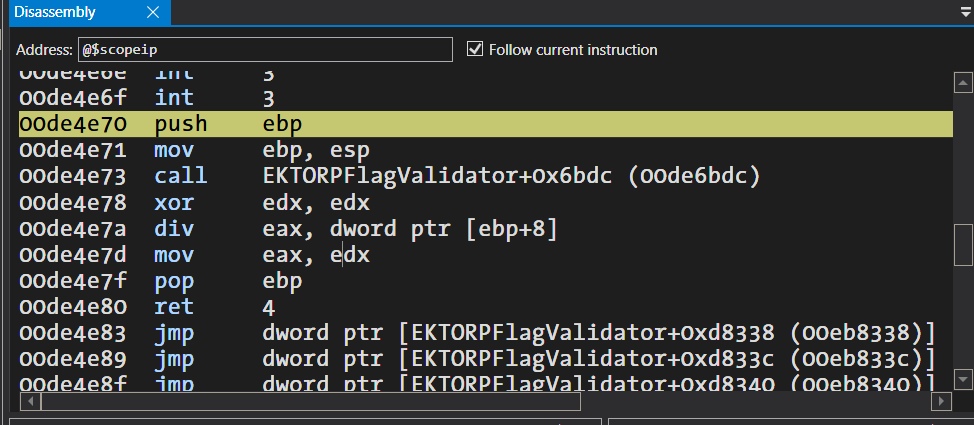 Disassembly
Address: @$scopeip Follow current instruction
00de4e6e int 3
00de4e6f int 3
00de4e70 push ebp
00de4e71 mov ebp, esp
00de4e73 call EKTORPFlagValidator+0x6bdc (00de6bdc)
00de4e78 xor edx, edx
00de4e7a div eax, dword ptr [ebp+8]
00de4e7d mov eax, edx
00de4e7f pop ebp
00de4e80 ret 4
00de4e83 jmp dword ptr [EKTORPFlagValidator+0xd8338 (00eb8338)]
00de4e89 jmp dword ptr [EKTORPFlagValidator+0xd833c (00eb833c)]
00de4e8f jmp dword ptr [EKTORPFlagValidator+0xd8340 (00eb8340)]